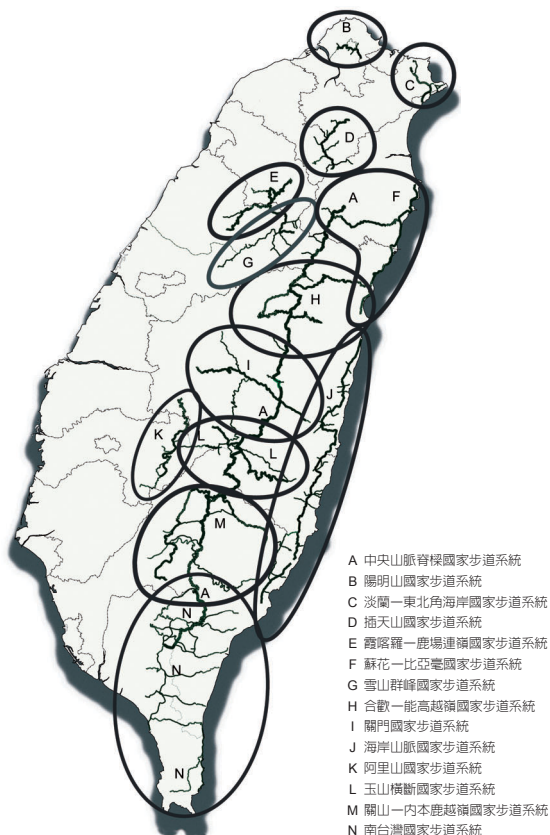 B
C
D
E
A
F
G
H
I
J
A
K
L
L
M
A
N
N
N
A 中央山脈脊樑國家步道系統
B 陽明山國家步道系統
C 淡蘭—東北角海岸國家步道系統
D 插天山國家步道系統
E 霞喀羅—鹿場連嶺國家步道系統
F 蘇花—比亞毫國家步道系統
G 雪山群峰國家步道系統
H 合歡—能高越嶺國家步道系統
I 關門國家步道系統
J 海岸山脈國家步道系統
K 阿里山國家步道系統
L 玉山橫斷國家步道系統
M 關山—內本鹿越嶺國家步道系統
N 南台灣國家步道系統